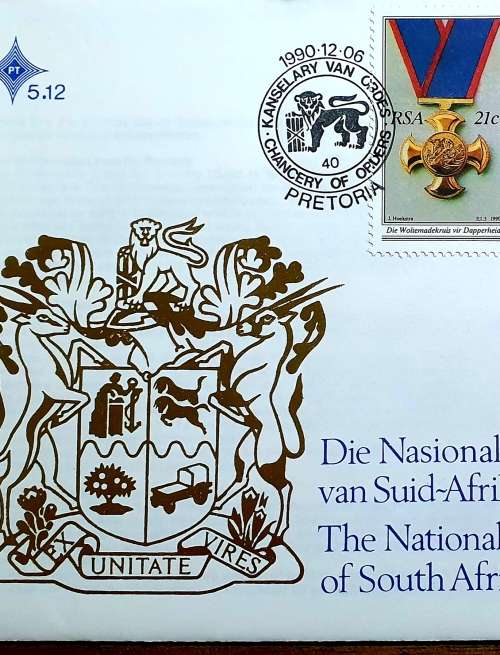 PT
5.12
1990·12·06
KANSELARY VAN ORDES
CHANCERY OF ORDERS
40
PRETORIA
RSA 21c
J. Hoekstra
Die Woltemadekruis vir Dapperheid
EX UNITATE VIRES
Die Nasional
van Suid-Afri
The National
of South Afri